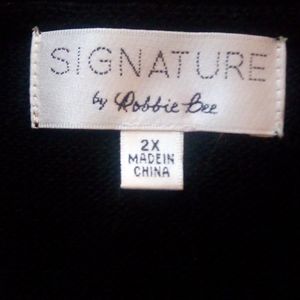 SIGNATURE
by Robbie Bee
2X
MADE IN
CHINA